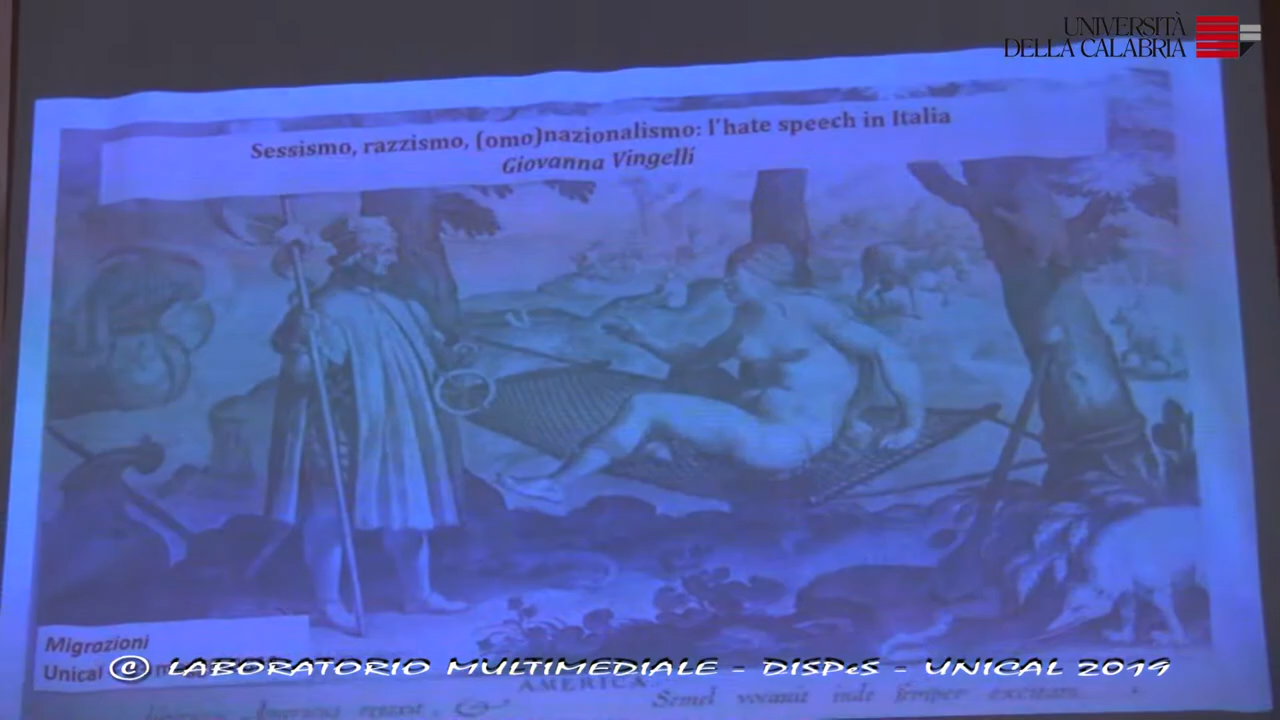 UNIVERSITÀ
DELLA CALABRIA
Sessismo, razzismo, (omo)nazionalismo: l'hate speech in Italia
Giovanna Vingelli
Migrazioni
Unical
© LABORATORIO MULTIMEDIALE - DISPeS - UNICAL 2019
AMERICA.
Semel vocauit inde semper excitam